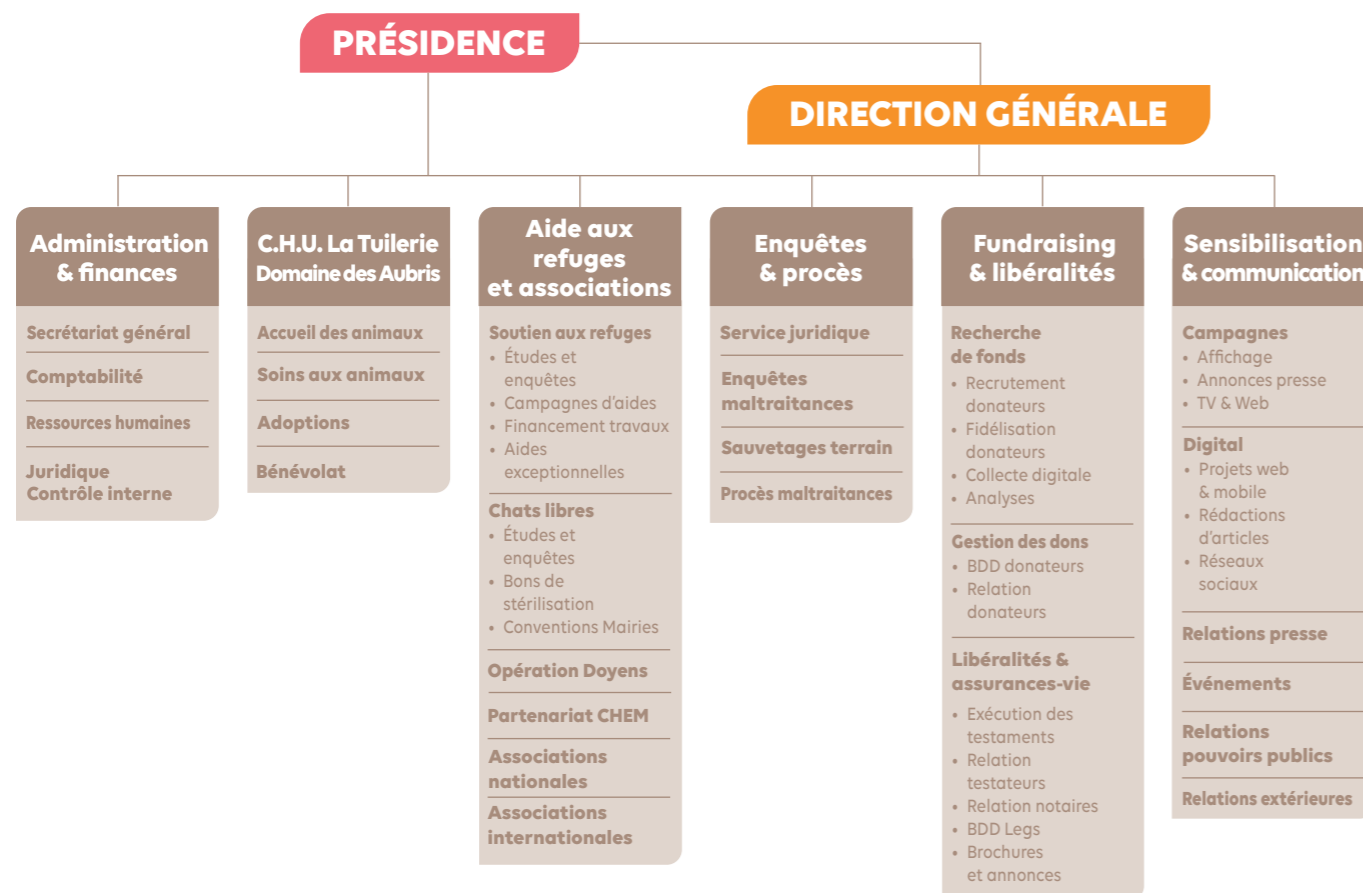 PRÉSIDENCE
DIRECTION GÉNÉRALE
Administration
& finances
Secrétariat général
Comptabilité
Ressources humaines
Juridique
Contrôle interne
C.H.U. La Tuilerie
Domaine des Aubris
Accueil des animaux
Soins aux animaux
Adoptions
Bénévolat
Aide aux
refuges
et associations
Soutien aux refuges
• Études et
enquêtes
• Campagnes d'aides
• Financement travaux
• Aides
exceptionnelles
Chats libres
• Études et
enquêtes
• Bons de
stérilisation
• Conventions Mairies
Opération Doyens
Partenariat CHEM
Associations
nationales
Associations
internationales
Enquêtes
& procès
Service juridique
Enquêtes
maltraitances
Sauvetages terrain
Procès maltraitances
Fundraising
& libéralités
Recherche
de fonds
• Recrutement
donateurs
• Fidélisation
donateurs
• Collecte digitale
• Analyses
Gestion des dons
• BDD donateurs
• Relation
donateurs
Libéralités &
assurances-vie
• Exécution des
testaments
• Relation
testateurs
• Relation notaires
• BDD Legs
• Brochures
et annonces
Sensibilisation
& communication
Campagnes
• Affichage
• Annonces presse
• TV & Web
Digital
• Projets web
& mobile
• Rédactions
d'articles
• Réseaux
sociaux
Relations presse
Événements
Relations
pouvoirs publics
Relations extérieures